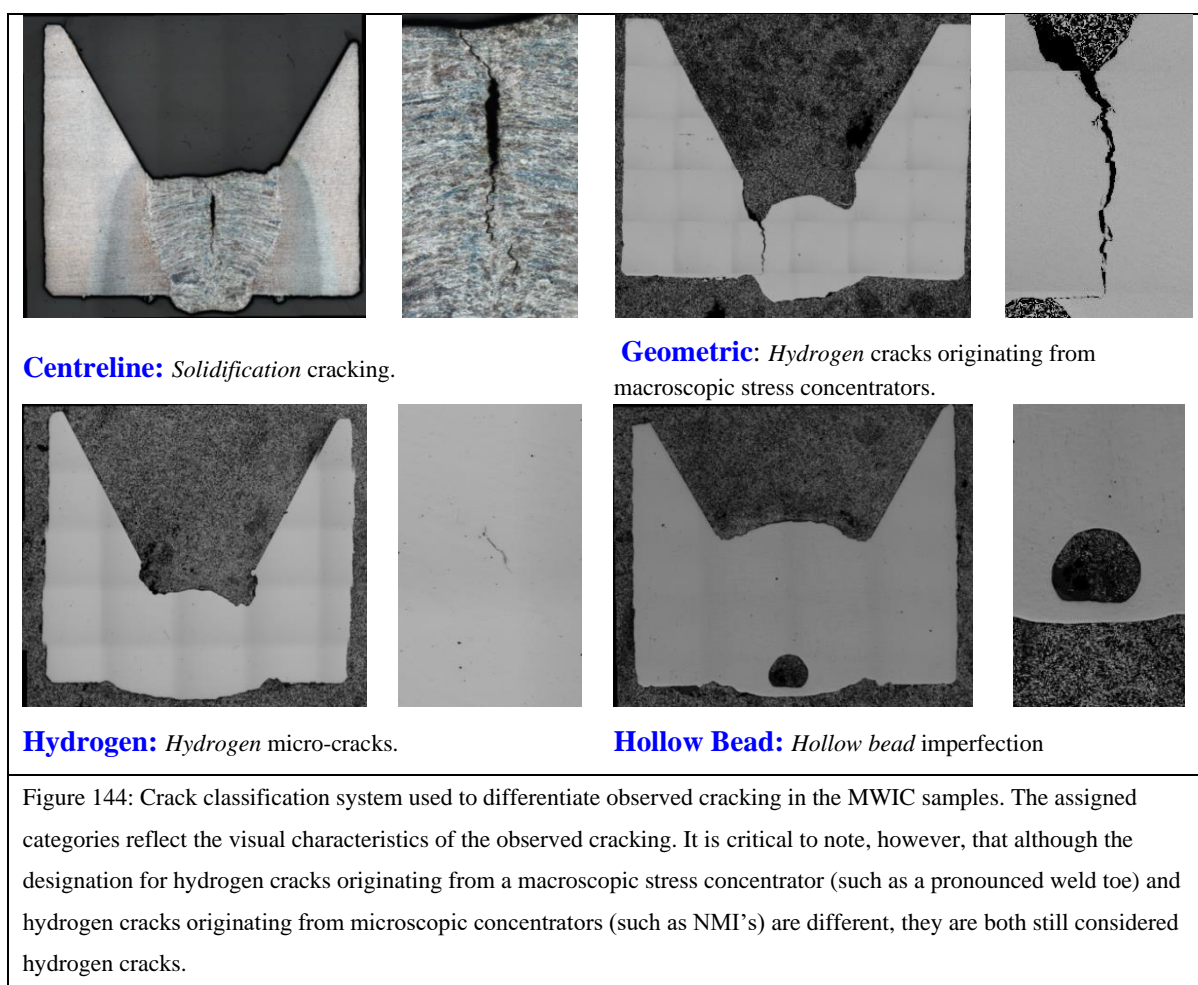 Centreline: Solidification cracking.
Geometric: Hydrogen cracks originating from
macroscopic stress concentrators.
Hydrogen: Hydrogen micro-cracks.
Hollow Bead: Hollow bead imperfection
Figure 144: Crack classification system used to differentiate observed cracking in the MWIC samples. The assigned
categories reflect the visual characteristics of the observed cracking. It is critical to note, however, that although the
designation for hydrogen cracks originating from a macroscopic stress concentrator (such as a pronounced weld toe) and
hydrogen cracks originating from microscopic concentrators (such as NMI's) are different, they are both still considered
hydrogen cracks.